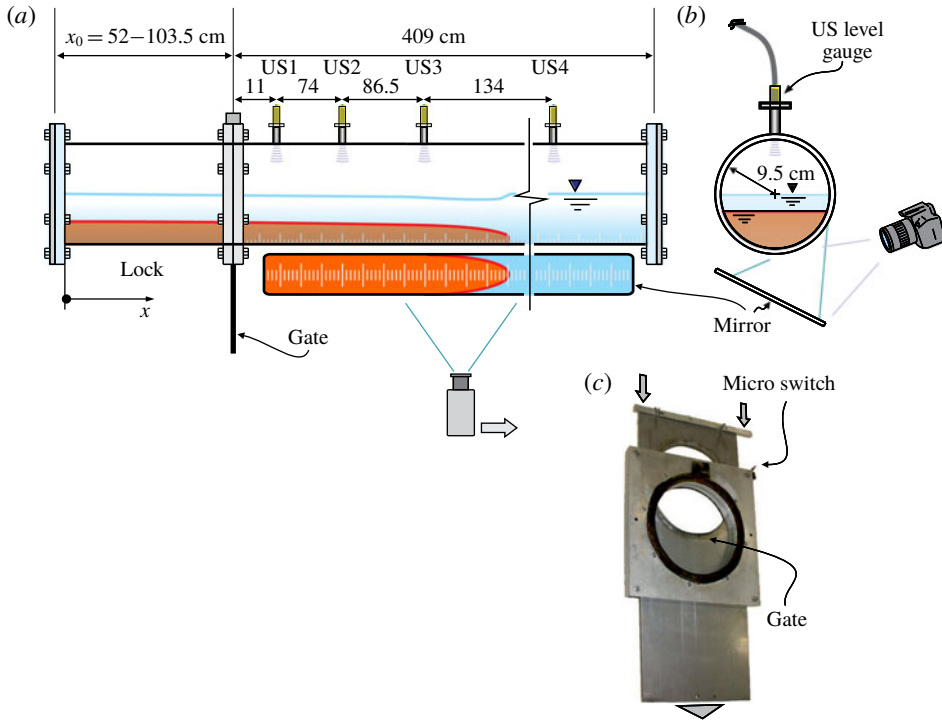 (a)
x0 = 52–103.5 cm
409 cm
US1 US2 US3 US4
11 74 86.5 134
Lock
x
Gate
Mirror
(b)
US level
gauge
9.5 cm
(c)
Micro switch
Gate